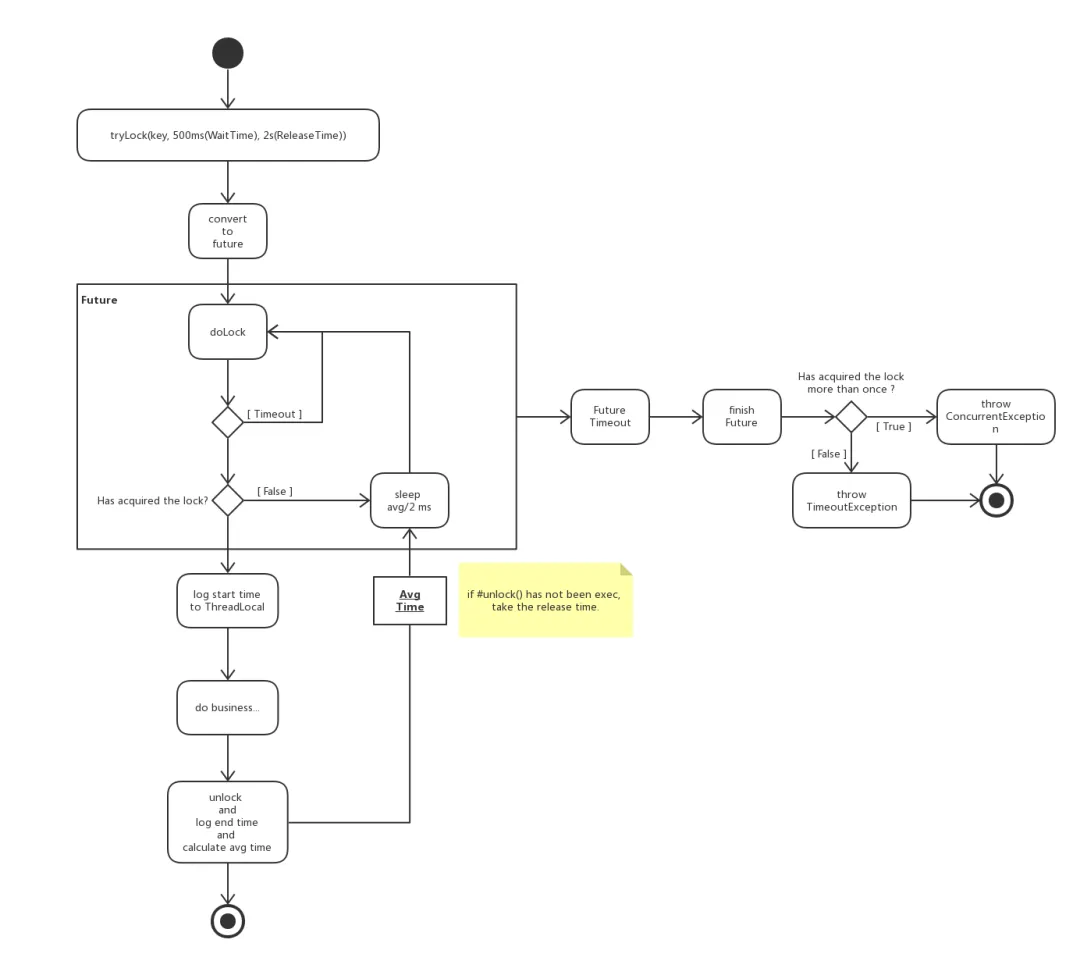 tryLock(key, 500ms(WaitTime), 2s(ReleaseTime))
convert
to
future
Future
doLock
[ Timeout ]
Has acquired the lock?
[ False ]
sleep
avg/2 ms
Future
Timeout
finish
Future
Has acquired the lock
more than once ?
[ True ]
[ False ]
throw
ConcurrentExceptio
n
throw
TimeoutException
log start time
to ThreadLocal
Avg
Time
if #unlock() has not been exec,
take the release time.
do business...
unlock
and
log end time
and
calculate avg time